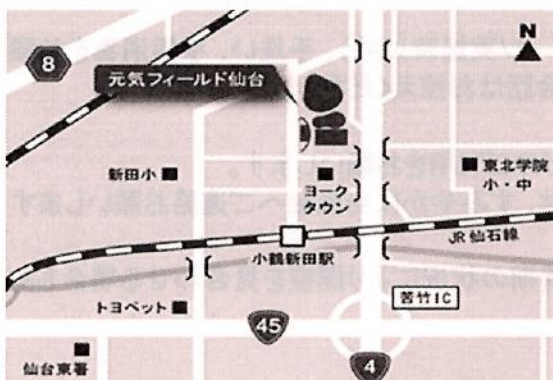 N
8
元気フィールド仙台
新田小
ヨーク
タウン
東北学院
小・中
JR 仙石線
小鶴新田駅
トヨペット
苦竹IC
45
仙台東署
4